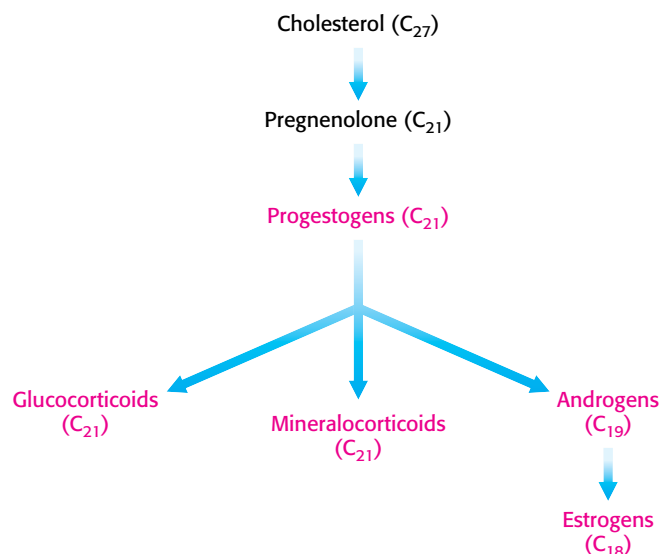 Cholesterol (C27)
Pregnenolone (C21)
Progestogens (C21)
Glucocorticoids
(C21)
Mineralocorticoids
(C21)
Androgens
(C19)
Estrogens
(C18)